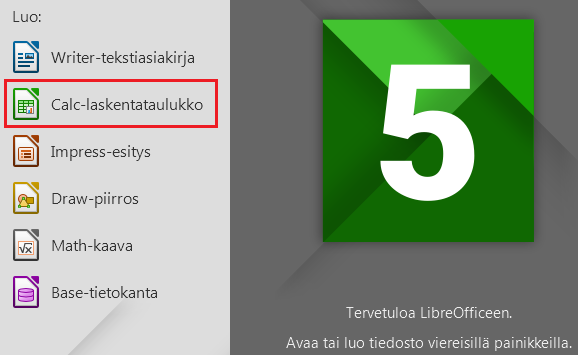 Luo:
Writer-tekstiasiakirja
Calc-laskentataulukko
Impress-esitys
Draw-piirros
Math-kaava
Base-tietokanta
5
Tervetuloa LibreOfficeen.
Avaa tai luo tiedosto viereisillä painikkeilla.